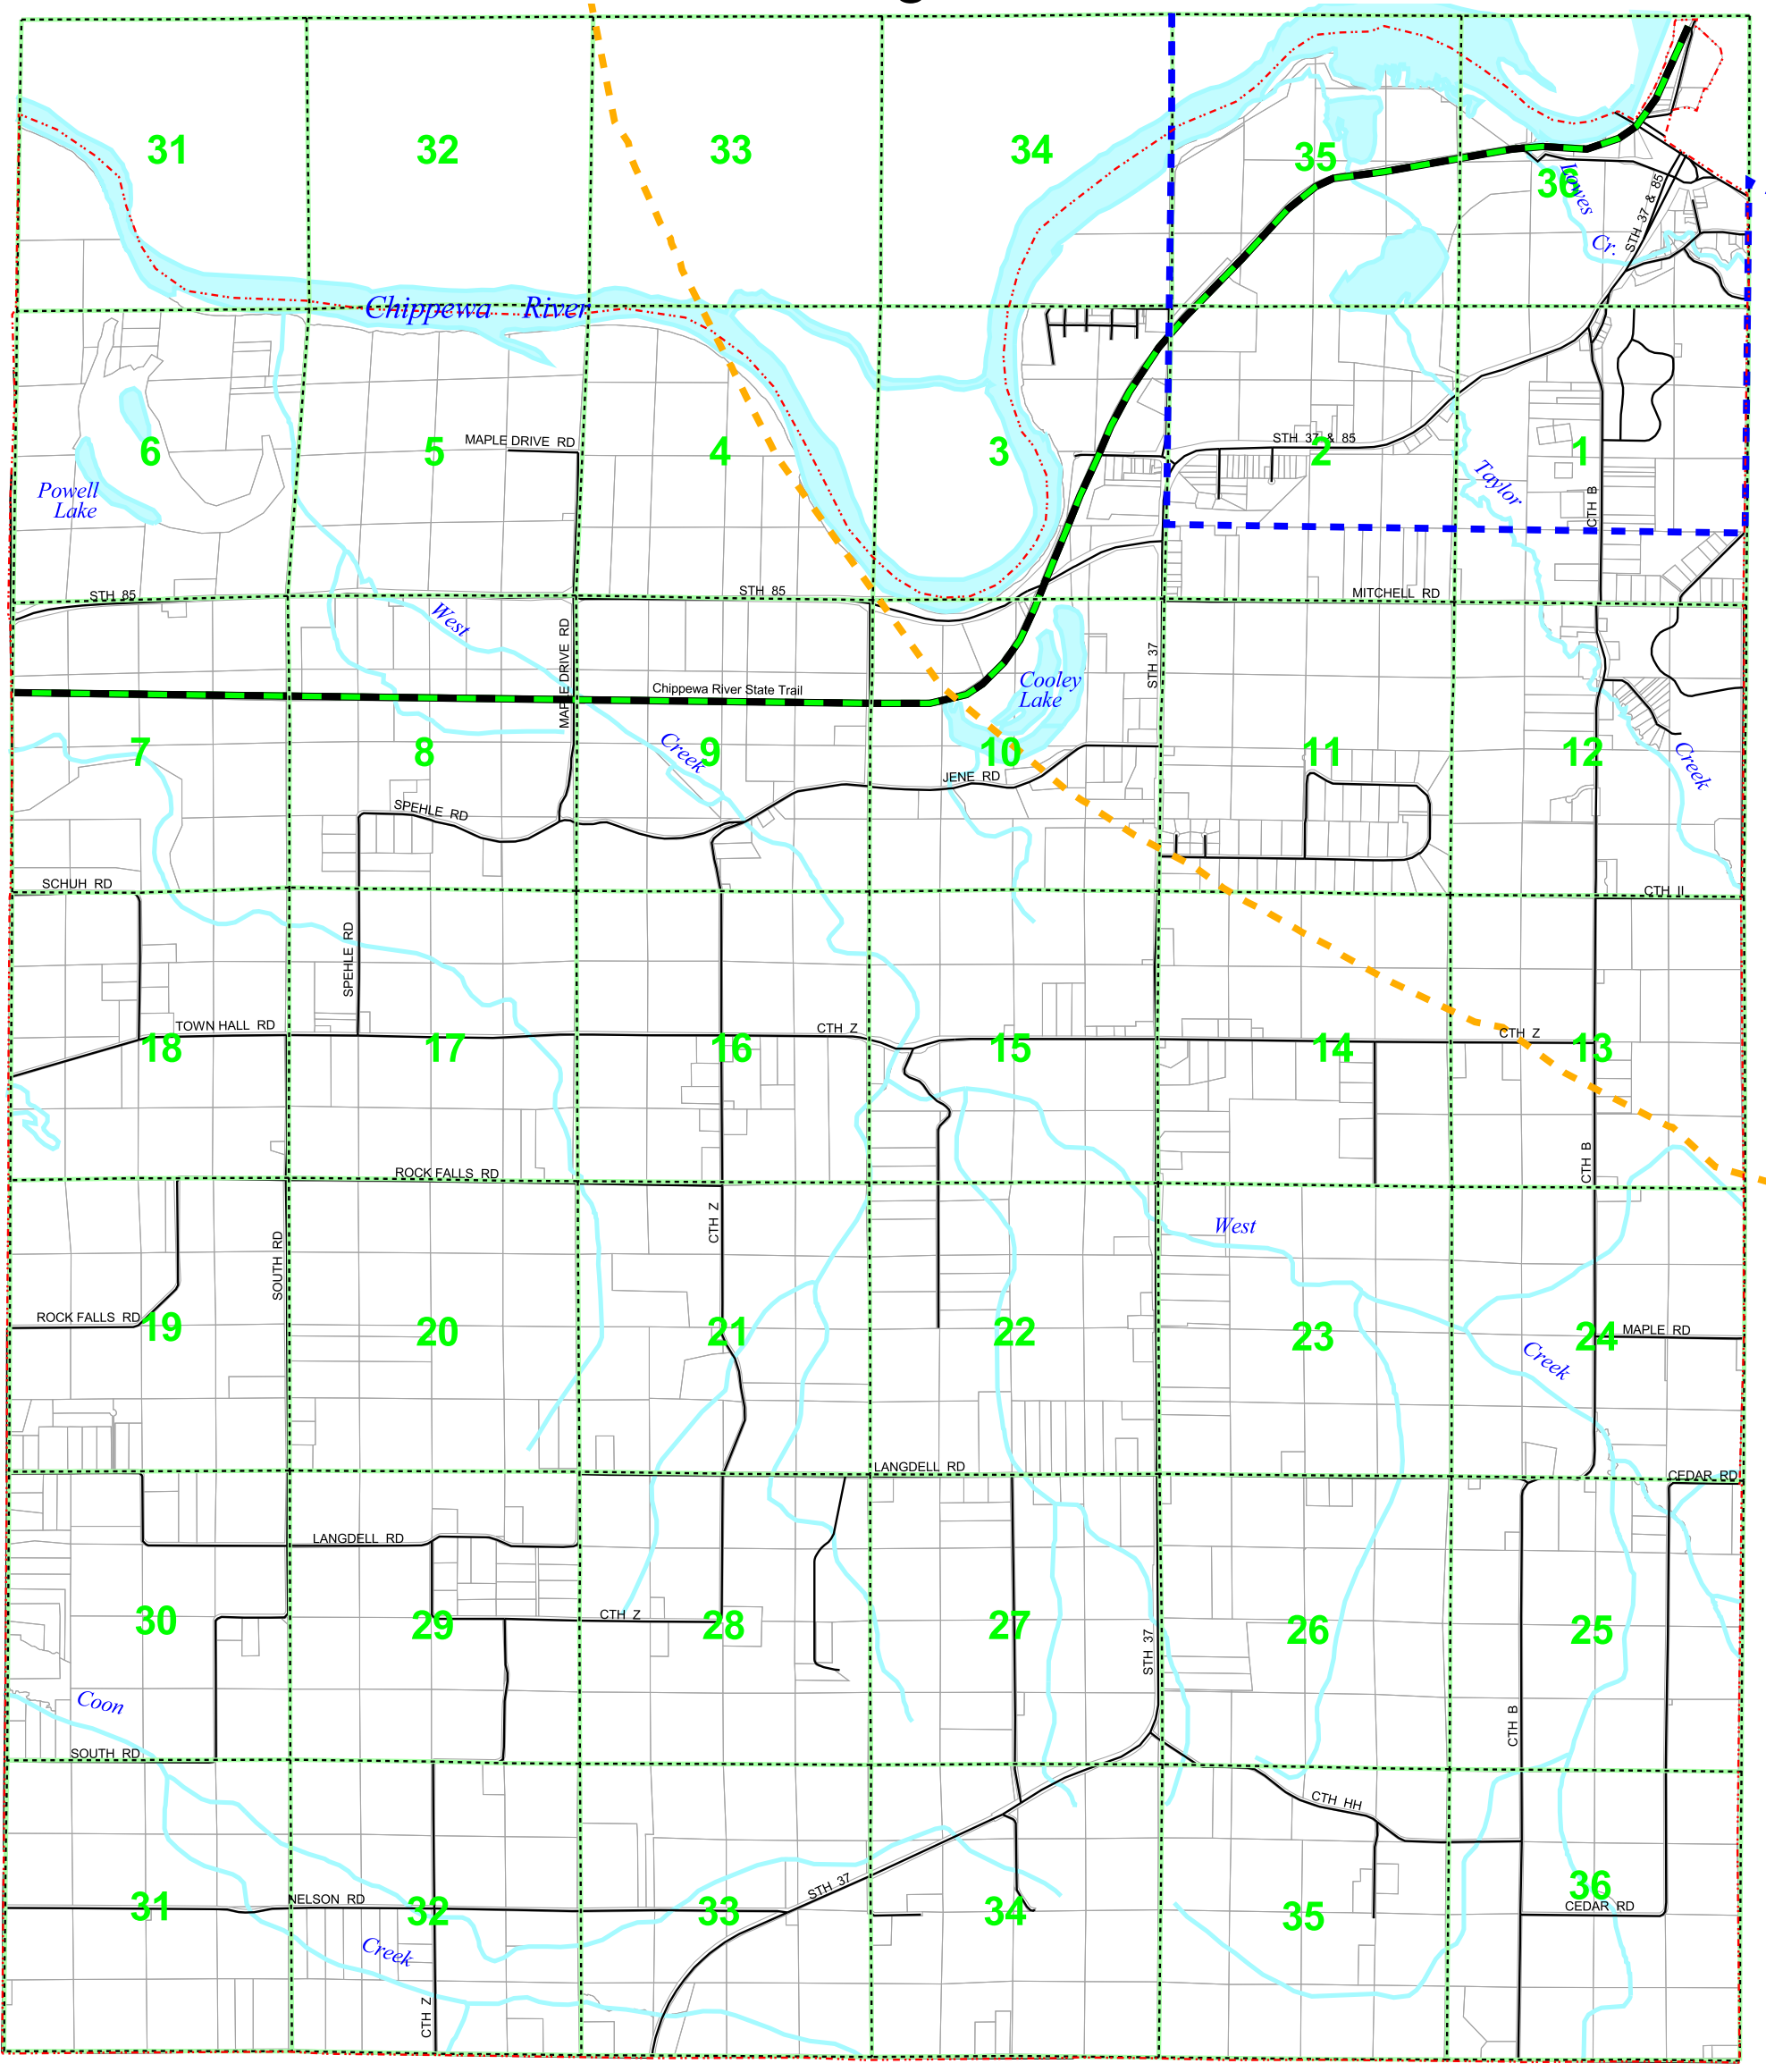 31
32
33
34
35
36
Lowes
Cr.
STH 37 & 85
Chippewa River
6
5
4
3
2
1
MAPLE DRIVE RD
STH 37 & 85
Powell
Lake
Taylor
CTH B
STH 85
STH 85
MITCHELL RD
West
MAPLE DRIVE RD
STH 37
Cooley
Lake
Chippewa River State Trail
7
8
9
10
11
12
Creek
Creek
JENE RD
SPEHLE RD
SCHUH RD
CTH II
SPEHLE RD
TOWN HALL RD
CTH Z
CTH Z
18
17
16
15
14
13
CTH B
ROCK FALLS RD
CTH Z
West
SOUTH RD
ROCK FALLS RD
19
20
21
22
23
24
MAPLE RD
Creek
LANGDELL RD
CEDAR RD
LANGDELL RD
CTH Z
30
29
28
27
26
25
STH 37
Coon
CTH B
SOUTH RD
CTH HH
STH 37
NELSON RD
31
32
33
34
35
36
CEDAR RD
Creek
CTH Z